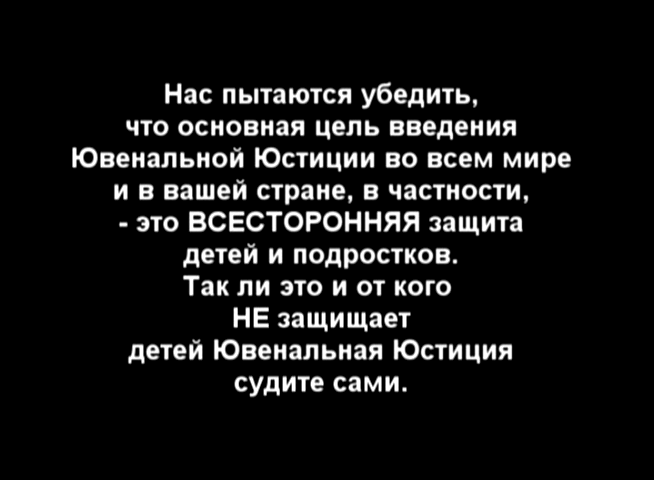 Нас пытаются убедить,
что основная цель введения
Ювенальной Юстиции во всем мире
и в вашей стране, в частности,
- это ВСЕСТОРОННЯЯ защита
детей и подростков.
Так ли это и от кого
НЕ защищает
детей Ювенальная Юстиция
судите сами.